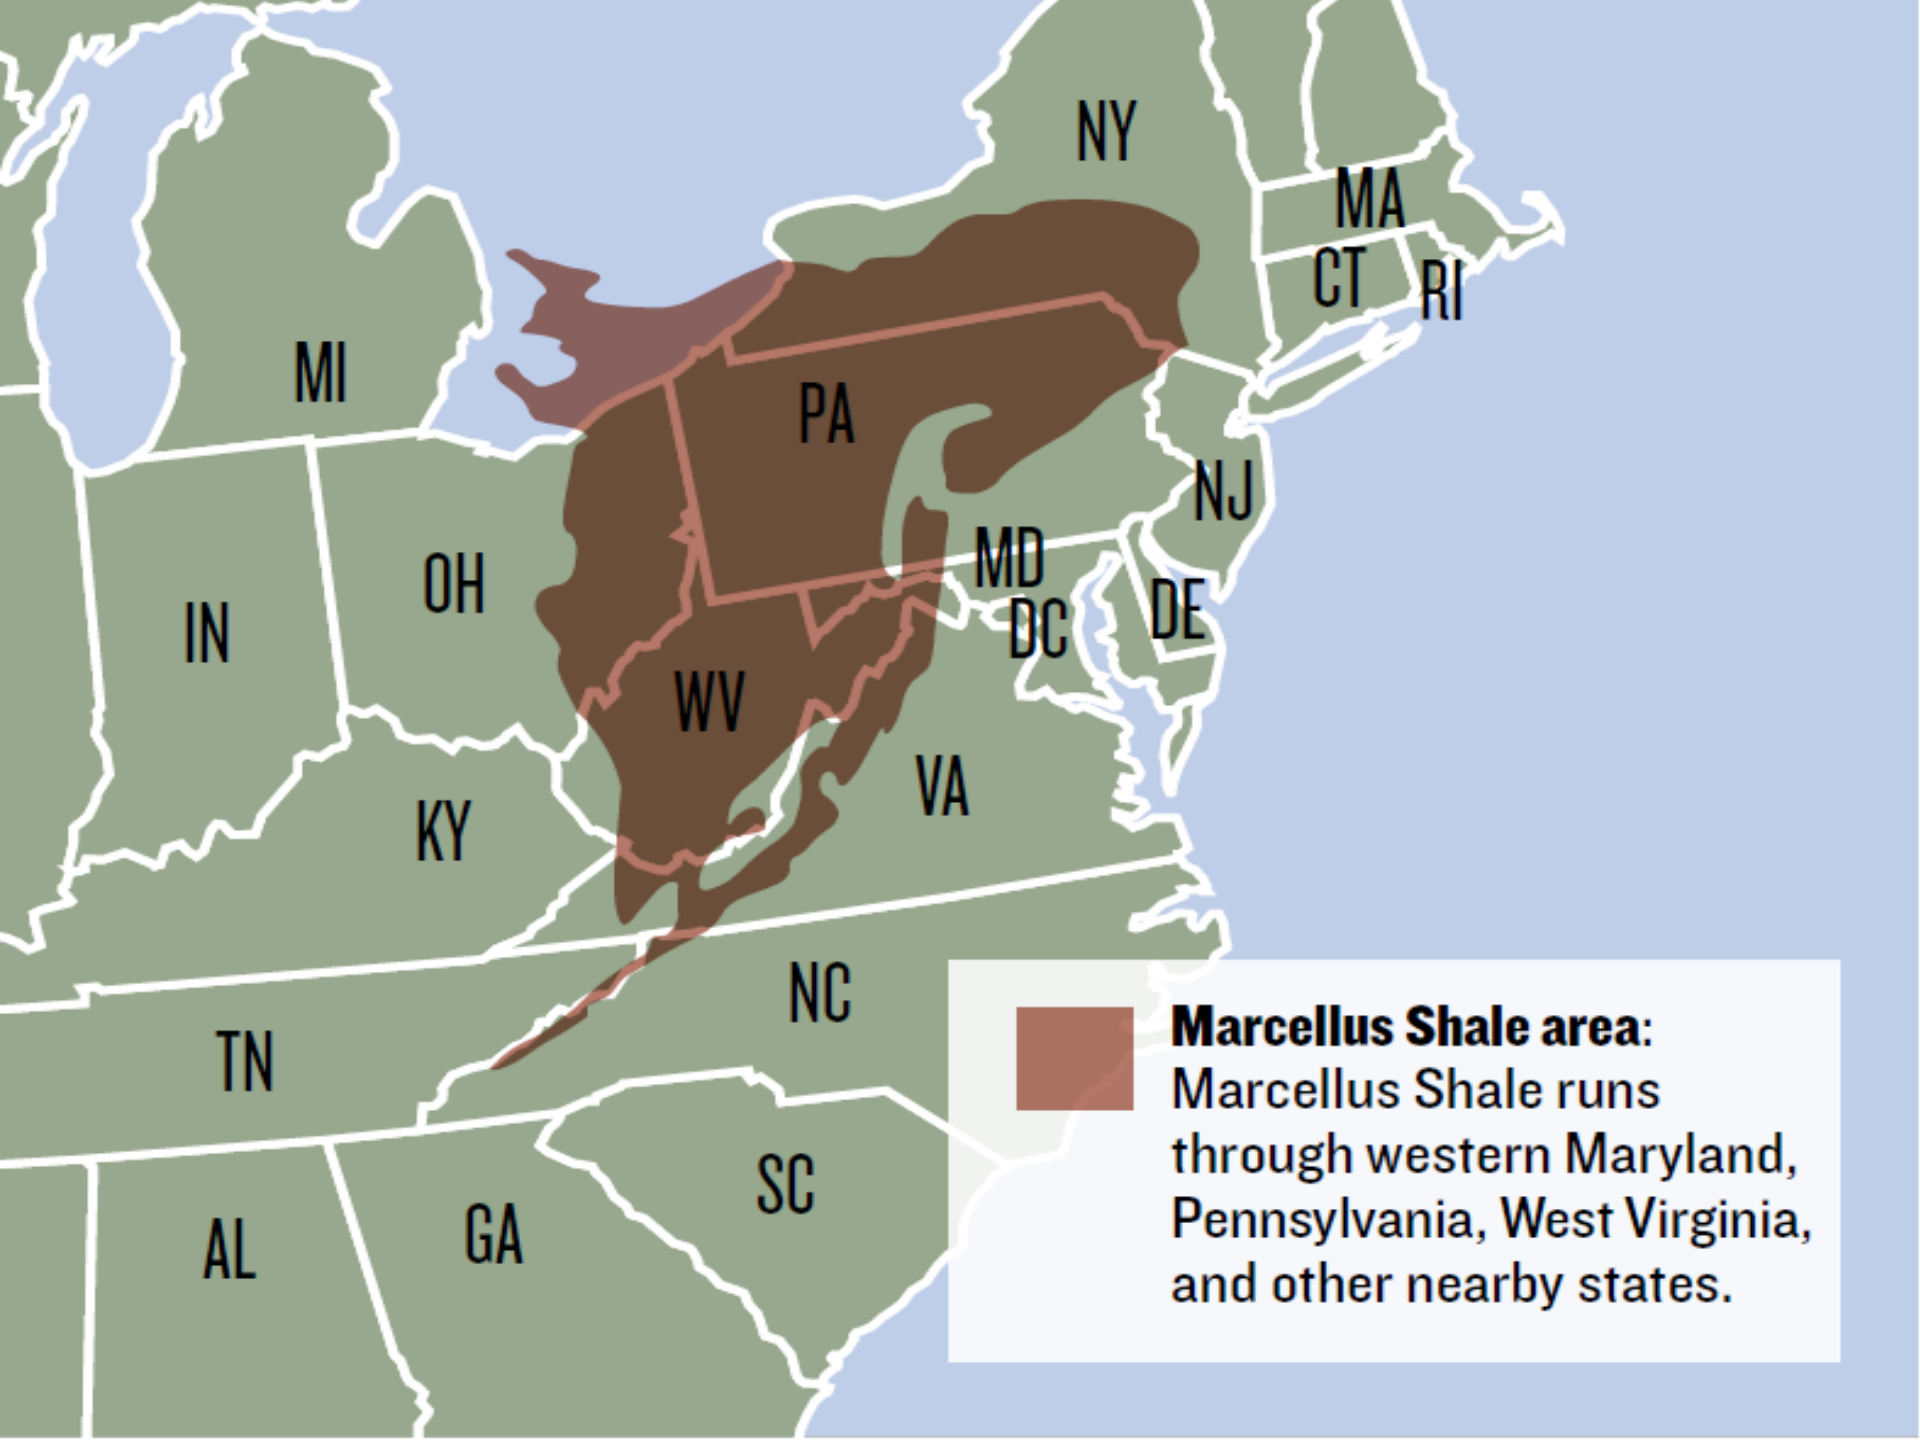 NY
MA
CT
RI
MI
PA
NJ
MD
OH
DE
IN
DC
WV
VA
KY
NC
TN
SC
GA
AL
Marcellus Shale area:
Marcellus Shale runs
through western Maryland,
Pennsylvania, West Virginia,
and other nearby states.